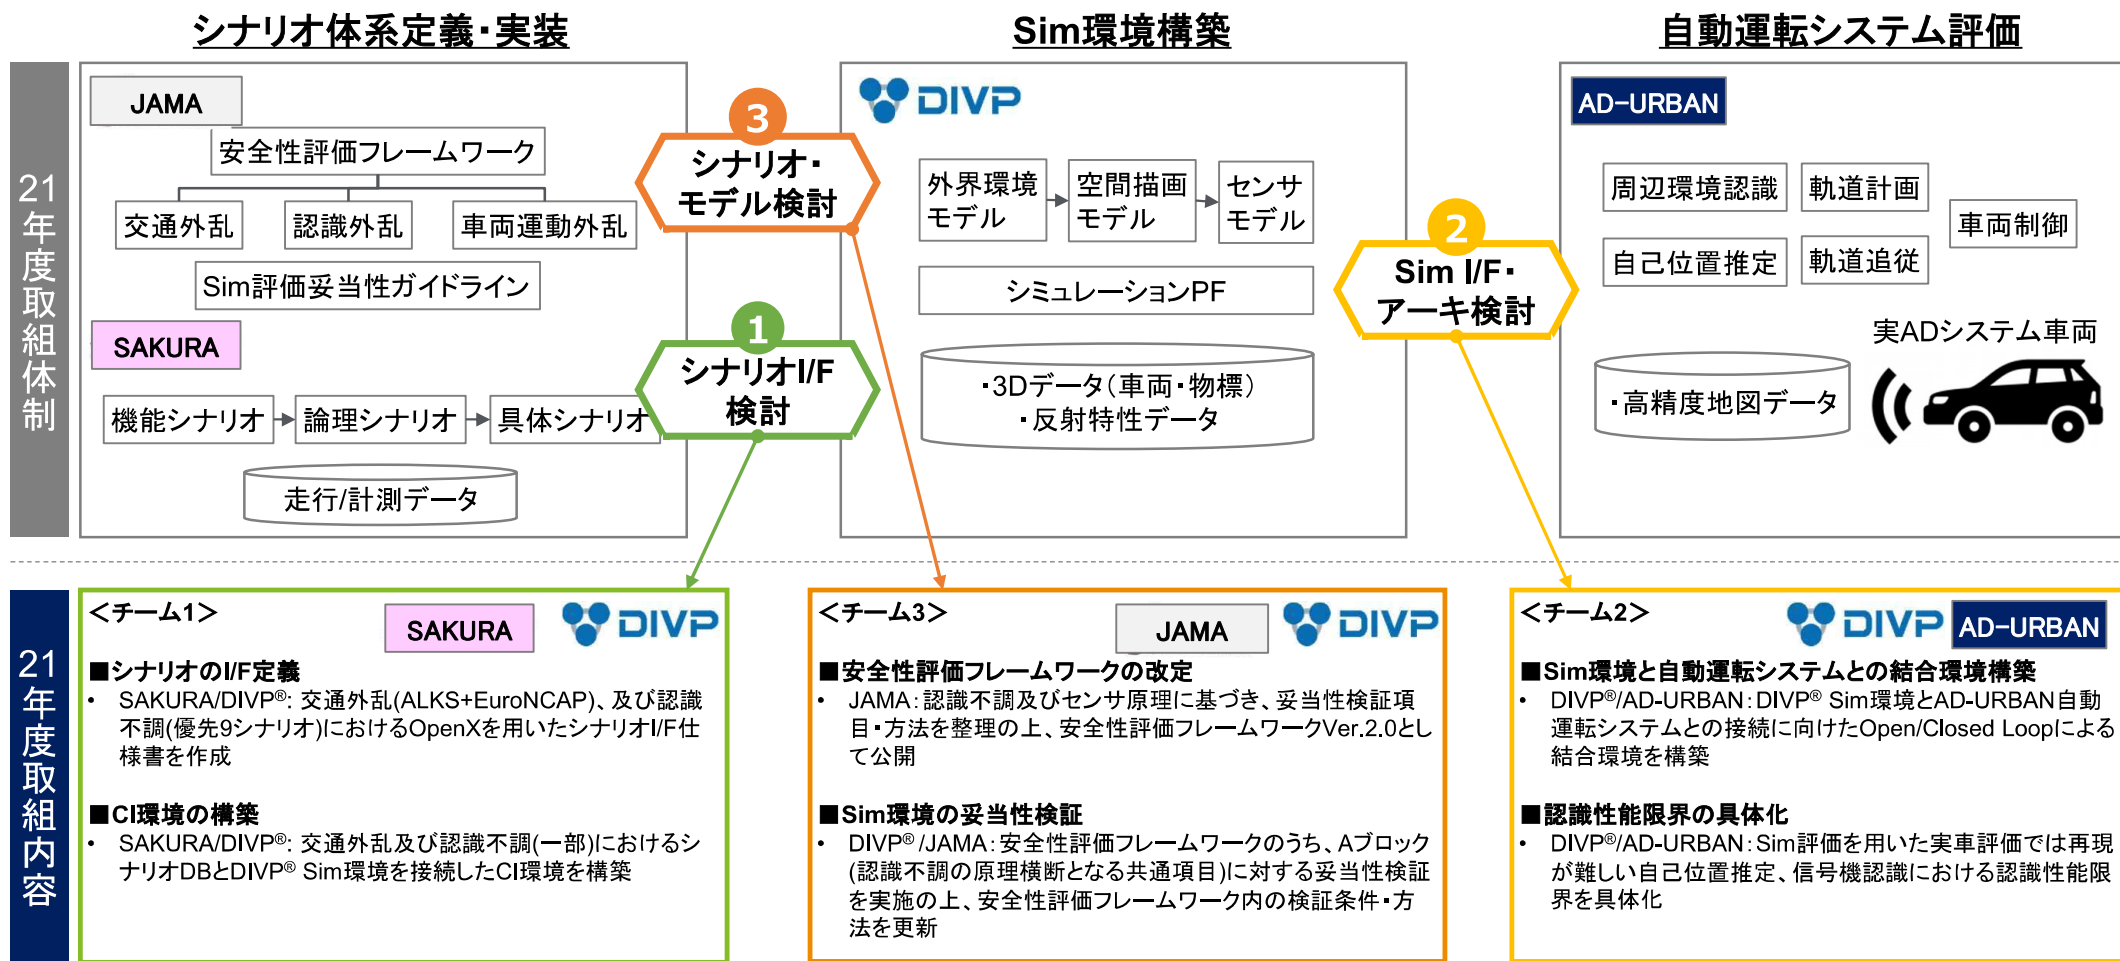 シナリオ体系定義・実装
Sim環境構築
自動運転システム評価
21年度取組体制
JAMA
安全性評価フレームワーク
交通外乱
認識外乱
車両運動外乱
Sim評価妥当性ガイドライン
SAKURA
機能シナリオ
論理シナリオ
具体シナリオ
走行/計測データ
3
シナリオ・
モデル検討
1
シナリオI/F
検討
DIVP
外界環境
モデル
空間描画
モデル
センサ
モデル
シミュレーションPF
・3Dデータ(車両・物標)
・反射特性データ
2
Sim I/F・
アーキ検討
AD-URBAN
周辺環境認識
軌道計画
車両制御
自己位置推定
軌道追従
実ADシステム車両
・高精度地図データ
21年度取組内容
＜チーム1＞
SAKURA
DIVP
■シナリオのI/F定義
• SAKURA/DIVP®: 交通外乱(ALKS+EuroNCAP)、及び認識
不調(優先9シナリオ)におけるOpenXを用いたシナリオI/F仕
様書を作成
■CI環境の構築
• SAKURA/DIVP®: 交通外乱及び認識不調(一部)におけるシ
ナリオDBとDIVP® Sim環境を接続したCI環境を構築
＜チーム3＞
JAMA
DIVP
■安全性評価フレームワークの改定
• JAMA：認識不調及びセンサ原理に基づき、妥当性検証項
目・方法を整理の上、安全性評価フレームワークVer.2.0とし
て公開
■Sim環境の妥当性検証
• DIVP® /JAMA：安全性評価フレームワークのうち、Aブロック
(認識不調の原理横断となる共通項目)に対する妥当性検証
を実施の上、安全性評価フレームワーク内の検証条件・方
法を更新
＜チーム2＞
DIVP
AD-URBAN
■Sim環境と自動運転システムとの結合環境構築
• DIVP®/AD-URBAN：DIVP® Sim環境とAD-URBAN自動
運転システムとの接続に向けたOpen/Closed Loopによる
結合環境を構築
■認識性能限界の具体化
• DIVP®/AD-URBAN：Sim評価を用いた実車評価では再現
が難しい自己位置推定、信号機認識における認識性能限
界を具体化